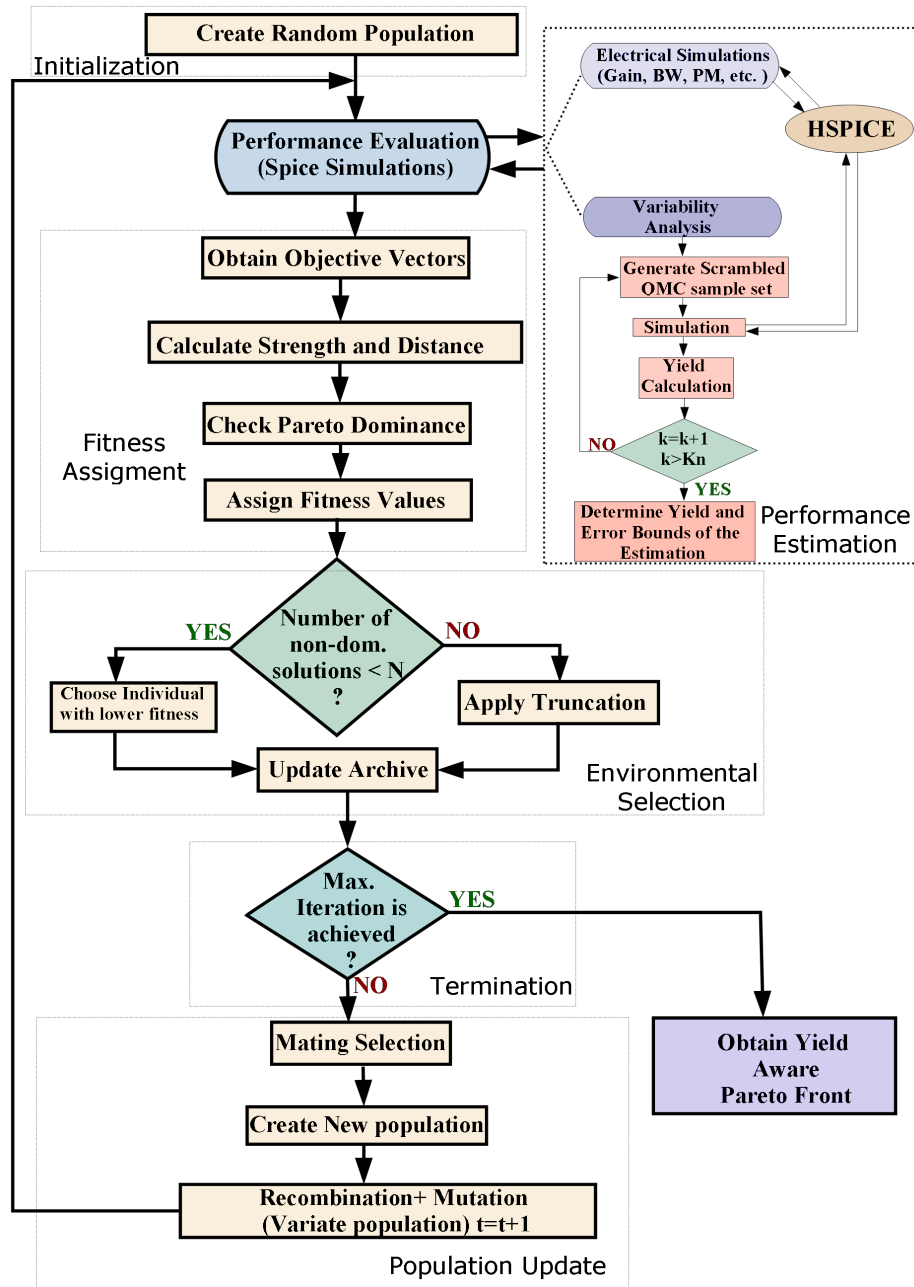 Create Random Population
Initialization
Performance Evaluation
(Spice Simulations)
Electrical Simulations
(Gain, BW, PM, etc. )
HSPICE
Variability
Analysis
Generate Scrambled
QMC sample set
Simulation
Yield
Calculation
k=k+1
k>Kn
NO
YES
Determine Yield and
Error Bounds of the
Estimation
Performance
Estimation
Obtain Objective Vectors
Calculate Strength and Distance
Check Pareto Dominance
Assign Fitness Values
Fitness
Assigment
Number of
non-dom.
solutions < N
?
YES
NO
Choose Individual
with lower fitness
Apply Truncation
Update Archive
Environmental
Selection
Max.
Iteration is
achieved
?
YES
NO
Termination
Obtain Yield
Aware
Pareto Front
Mating Selection
Create New population
Recombination+ Mutation
(Variate population) t=t+1
Population Update